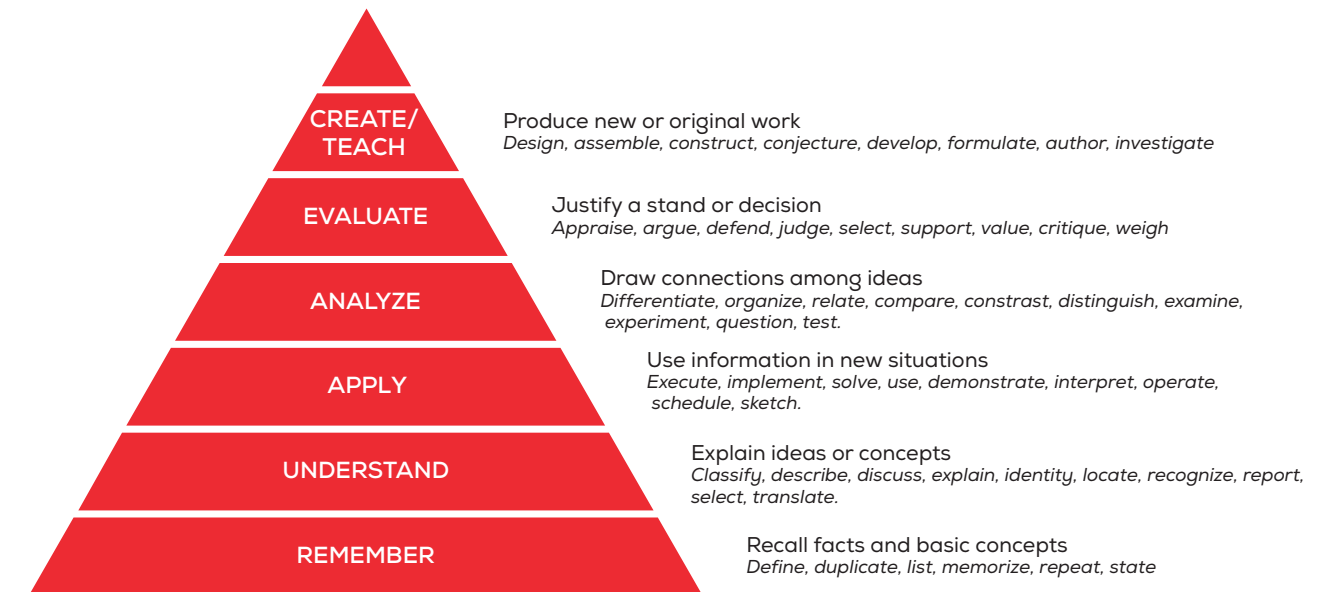 CREATE/
TEACH
Produce new or original work
Design, assemble, construct, conjecture, develop, formulate, author, investigate
EVALUATE
Justify a stand or decision
Appraise, argue, defend, judge, select, support, value, critique, weigh
ANALYZE
Draw connections among ideas
Differentiate, organize, relate, compare, constrast, distinguish, examine,
experiment, question, test.
APPLY
Use information in new situations
Execute, implement, solve, use, demonstrate, interpret, operate,
schedule, sketch.
UNDERSTAND
Explain ideas or concepts
Classify, describe, discuss, explain, identity, locate, recognize, report,
select, translate.
REMEMBER
Recall facts and basic concepts
Define, duplicate, list, memorize, repeat, state